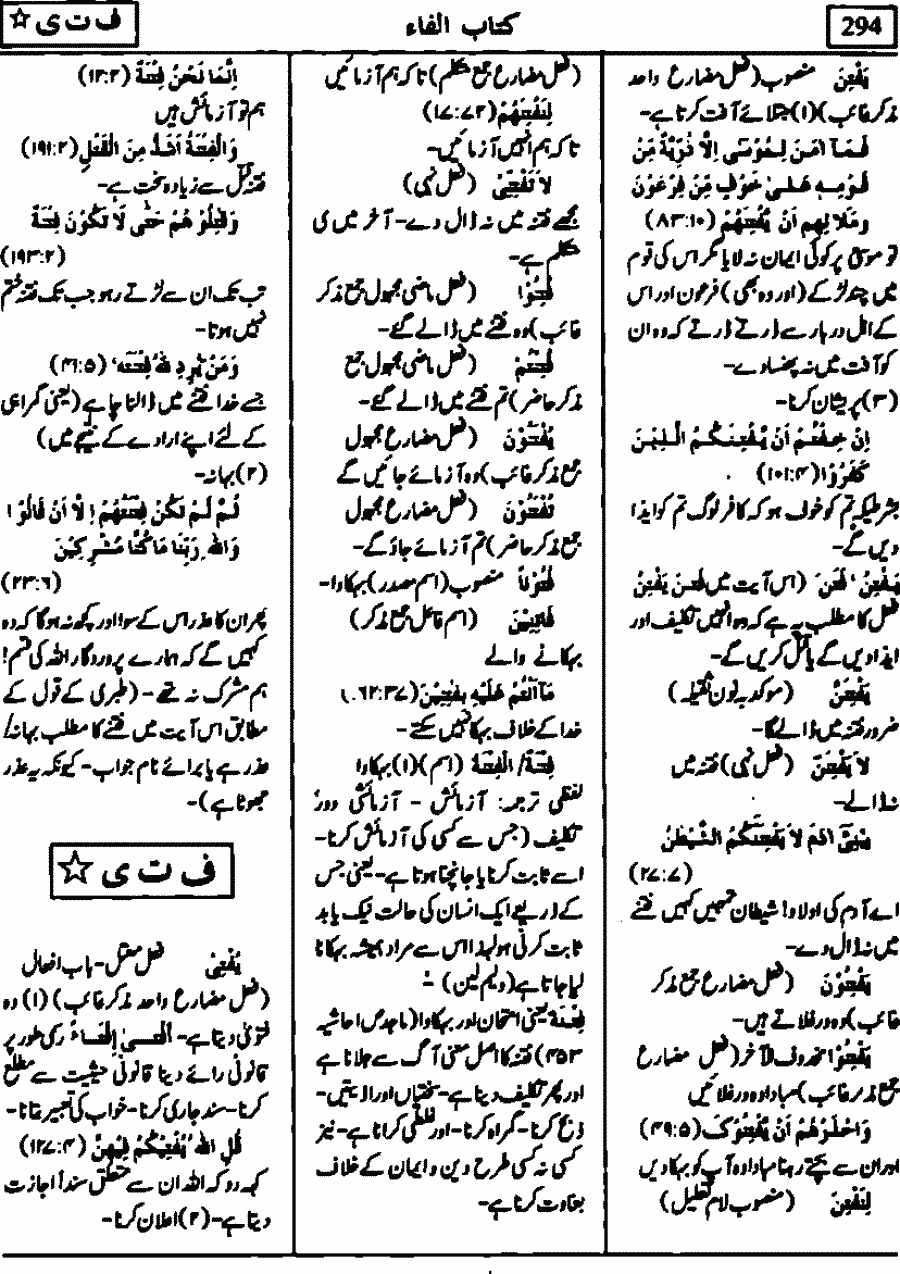 294
کتاب الفاء
ف ت ی ☆
یَفْتِنَ منصوب (فعل مضارع واحد
مذکر غائب) (۱) مبتلائے آفت کرتا ہے-
فَمَآ اٰمَنَ لِمُوْسٰٓی اِلَّا ذُرِّیَّةٌ مِّنْ
قَوْمِهٖ عَلٰی خَوْفٍ مِّنْ فِرْعَوْنَ
وَمَلَا۟ئِهِمْ اَنْ یَّفْتِنَهُمْ (۸۳:۱۰)
تو موسیٰ پر کوئی ایمان نہ لایا مگر اس کی قوم
میں چند لڑکے (اور وہ بھی) فرعون اور اس
کے اہل دربار سے ڈرتے ڈرتے کہ وہ ان
کو آفت میں نہ پھنسا دے-
(۳) پریشان کرنا-
اِنْ خِفْتُمْ اَنْ یَّفْتِنَکُمُ الَّذِیْنَ
کَفَرُوْا (۱۰۱:۴)
بشرطیکہ تم کو خوف ہو کہ کافر لوگ تم کو ایذا
دیں گے-
یَفْتِنُ ، فَتَنَ (اس آیت میں فتن یفتن
فعل کا مطلب یہ ہے کہ وہ انہیں تکلیف اور
ایذا دیں گے یا قتل کریں گے-
یَفْتِنَنَّ (موکد بہ نون ثقیلہ)
ضرور فتنہ میں ڈالے گا-
لَا یَفْتِنَنَّ (فعل نہی) فتنہ میں
نہ ڈالے-
یٰبَنِیْٓ اٰدَمَ لَا یَفْتِنَنَّکُمُ الشَّیْطٰنُ
(۲۷:۷)
اے آدم کی اولاد! شیطان تمہیں کہیں فتنے
میں نہ ڈال دے-
یَفْتِنُوْنَ (فعل مضارع جمع مذکر
غائب) وہ ورغلاتے ہیں-
یَفْتِنُوْا محذوف الآخر (فعل مضارع
جمع مذکر غائب) مبادا وہ ورغلائیں
وَاحْذَرْهُمْ اَنْ یَّفْتِنُوْکَ (۴۹:۵)
اور ان سے بچتے رہنا مبادا وہ آپ کو بہکا دیں
لِنَفْتِنَ (منصوب لام تعلیل)
(فعل مضارع جمع متکلم) تاکہ ہم آزمائیں
لِنَفْتِنَهُمْ (۱۷:۷۲)
تاکہ ہم انہیں آزمائیں-
لَا تَفْتِنِّیْ (فعل نہی)
مجھے فتنہ میں نہ ڈال دے- آخر میں ی
متکلم ہے-
فُتِنُوْا (فعل ماضی مجہول جمع مذکر
غائب) وہ فتنے میں ڈالے گئے-
فُتِنْتُمْ (فعل ماضی مجہول جمع
مذکر حاضر) تم فتنے میں ڈالے گئے-
یُفْتَنُوْنَ (فعل مضارع مجہول
جمع مذکر غائب) وہ آزمائے جائیں گے
تُفْتَنُوْنَ (فعل مضارع مجہول
جمع مذکر حاضر) تم آزمائے جاؤ گے-
فُتُوْنًا منصوب (اسم مصدر) بہکاوا-
فَاتِنِیْنَ (اسم فاعل جمع مذکر)
بہکانے والے
مَآ اَنْتُمْ عَلَیْهِ بِفٰتِنِیْنَ (۱۶۲:۳۷)
خدا کے خلاف بہکا نہیں سکتے-
فِتْنَةٌ / اَلْفِتْنَةُ (اسم) (۱) بہکاوا
لفظی ترجمہ: آزمائش - آزمائشی دور
تکلیف (جس سے کسی کی آزمائش کرنا-
اسے ثابت کرنا یا جانچنا ہوتا ہے- یعنی جس
کے ذریعے ایک انسان کی حالت نیک یا بد
ثابت کرنی ہو لہذا اس سے مراد ہمیشہ بہکانا
لیا جاتا ہے (ولیم لین) -
فِتْنَة یعنی امتحان اور بہکاوا (ماجد ص احاشیہ
۴۵۳) فتنہ کا اصل معنی آگ سے جلانا ہے
اور پھر تکلیف دینا ہے- سختیاں اور اذیتیں-
ذبح کرنا- گمراہ کرنا- اور غلطی کرانا ہے- نیز
کسی نہ کسی طرح دین و ایمان کے خلاف
بغاوت کرنا ہے-
اِنَّمَا نَحْنُ فِتْنَةٌ (۱۳:۲)
ہم تو آزمائش ہیں
وَالْفِتْنَةُ اَشَدُّ مِنَ الْقَتْلِ (۱۹۱:۲)
فتنہ قتل سے زیادہ سخت ہے-
وَقٰتِلُوْ هُمْ حَتّٰی لَا تَکُوْنَ فِتْنَةٌ
(۱۹۳:۲)
تب تک ان سے لڑتے رہو جب تک فتنہ ختم
نہیں ہوتا-
وَمَنْ یُّرِدِ اللّٰهُ فِتْنَتَهٗ (۴۱:۵)
جسے خدا فتنے میں ڈالنا چاہے (یعنی گمراہی
کے لئے اپنے ارادے کے نتیجے میں)
(۲) بہانہ-
ثُمَّ لَمْ تَکُنْ فِتْنَتُهُمْ اِلَّا اَنْ قَالُوْا
وَاللّٰهِ رَبِّنَا مَا کُنَّا مُشْرِکِیْنَ
(۲۳:۶)
پھر ان کا عذر اس کے سوا اور کچھ نہ ہو گا کہ وہ
کہیں گے کہ ہمارے پروردگار اللہ کی قسم!
ہم مشرک نہ تھے- (طبری کے قول کے
مطابق اس آیت میں فتنے کا مطلب بہانہ/
عذر ہے یا برائے نام جواب- کیونکہ یہ عذر
جھوٹا ہے)-
ف ت ی ☆
یُفْتِیْ فعل معتل- باب افعال
(فعل مضارع واحد مذکر غائب) (۱) وہ
فتویٰ دیتا ہے- اَفْتٰی اِفْتَاءً رسمی طور پر
قانونی رائے دینا قانونی حیثیت سے مطلع
کرنا- سند جاری کرنا- خواب کی تعبیر بتانا-
قُلِ اللّٰهُ یُفْتِیْکُمْ فِیْهِنَّ (۱۲۷:۴)
کہہ دو کہ اللہ ان سے متعلق سندا اجازت
دیتا ہے- (۲) اعلان کرنا-